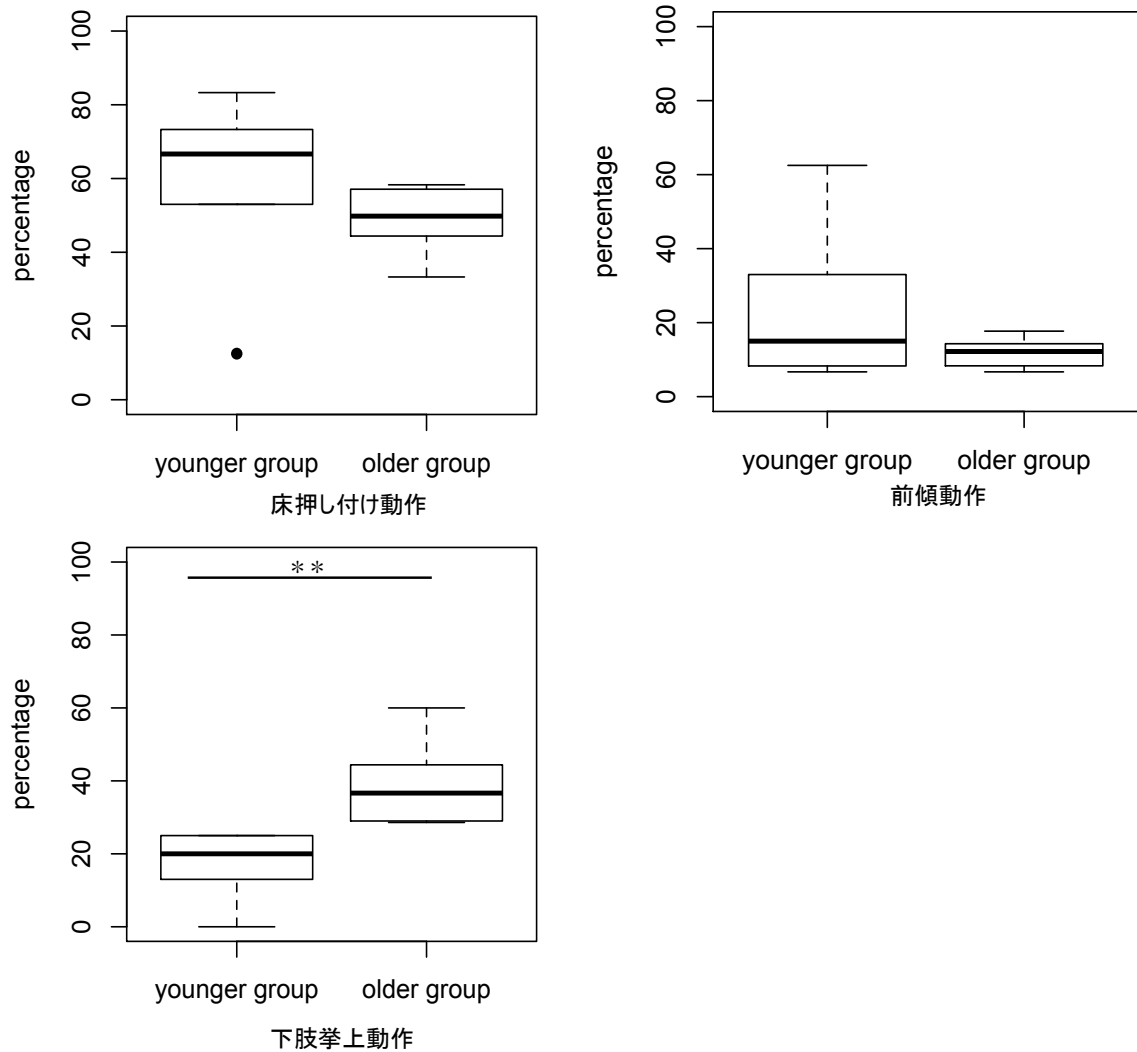 100
80
60
40
20
0
percentage
younger group older group
床押し付け動作
100
80
60
40
20
0
percentage
younger group older group
前傾動作
100
80
60
40
20
0
percentage
**
younger group older group
下肢挙上動作